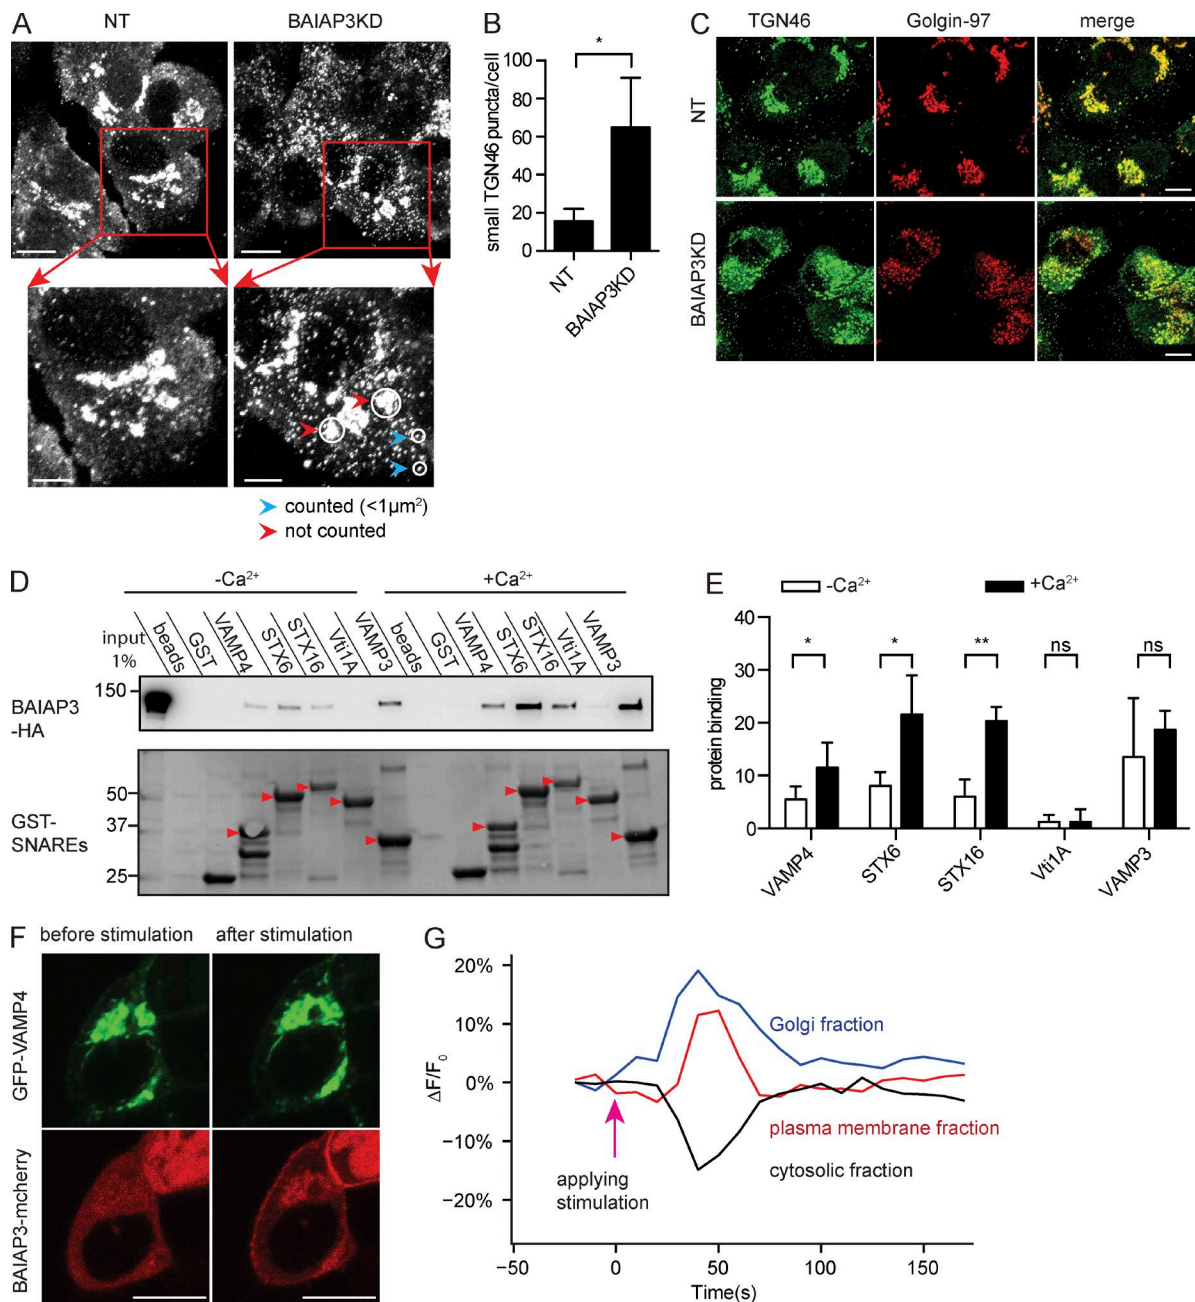 A
NT
BAIAP3KD
counted (<1µm²)
not counted
B
small TGN46 puncta/cell
100
80
60
40
20
0
*
NT
BAIAP3KD
C
TGN46
Golgin-97
merge
NT
BAIAP3KD
D
-Ca²⁺
+Ca²⁺
input
1%
beads
GST
VAMP4
STX6
STX16
Vti1A
VAMP3
beads
GST
VAMP4
STX6
STX16
Vti1A
VAMP3
150
BAIAP3
-HA
50
37
25
GST-
SNAREs
E
-Ca²⁺
+Ca²⁺
protein binding
40
30
20
10
0
*
*
**
ns
ns
VAMP4
STX6
STX16
Vti1A
VAMP3
F
before stimulation
after stimulation
GFP-VAMP4
BAIAP3-mcherry
G
ΔF/F₀
20%
10%
0%
−10%
−20%
Golgi fraction
plasma membrane fraction
cytosolic fraction
applying
stimulation
−50
0
50
100
150
Time(s)